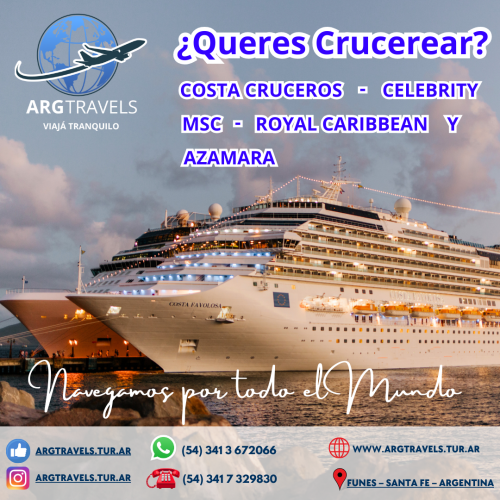 ¿Queres Crucerear?
ARGTRAVELS
VIAJÁ TRANQUILO
COSTA CRUCEROS - CELEBRITY
MSC - ROYAL CARIBBEAN Y
AZAMARA
COSTA FAVOLOSA
Navegamos por todo el Mundo
ARGTRAVELS.TUR.AR
(54) 341 3 672066
WWW.ARGTRAVELS.TUR.AR
ARGTRAVELS.TUR.AR
(54) 341 7 329830
FUNES – SANTA FE – ARGENTINA